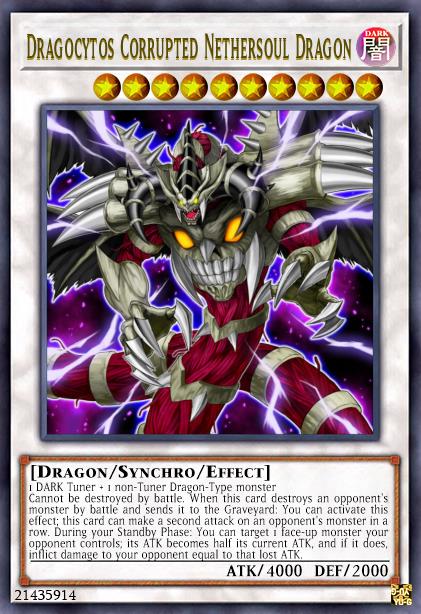 Dragocytos Corrupted Nethersoul Dragon
DARK
闇
[Dragon/Synchro/Effect]
1 DARK Tuner + 1 non-Tuner Dragon-Type monster
Cannot be destroyed by battle. When this card destroys an opponent's
monster by battle and sends it to the Graveyard: You can activate this
effect; this card can make a second attack on an opponent's monster in a
row. During your Standby Phase: You can target 1 face-up monster your
opponent controls; its ATK becomes half its current ATK, and if it does,
inflict damage to your opponent equal to that lost ATK.
ATK/4000 DEF/2000
21435914